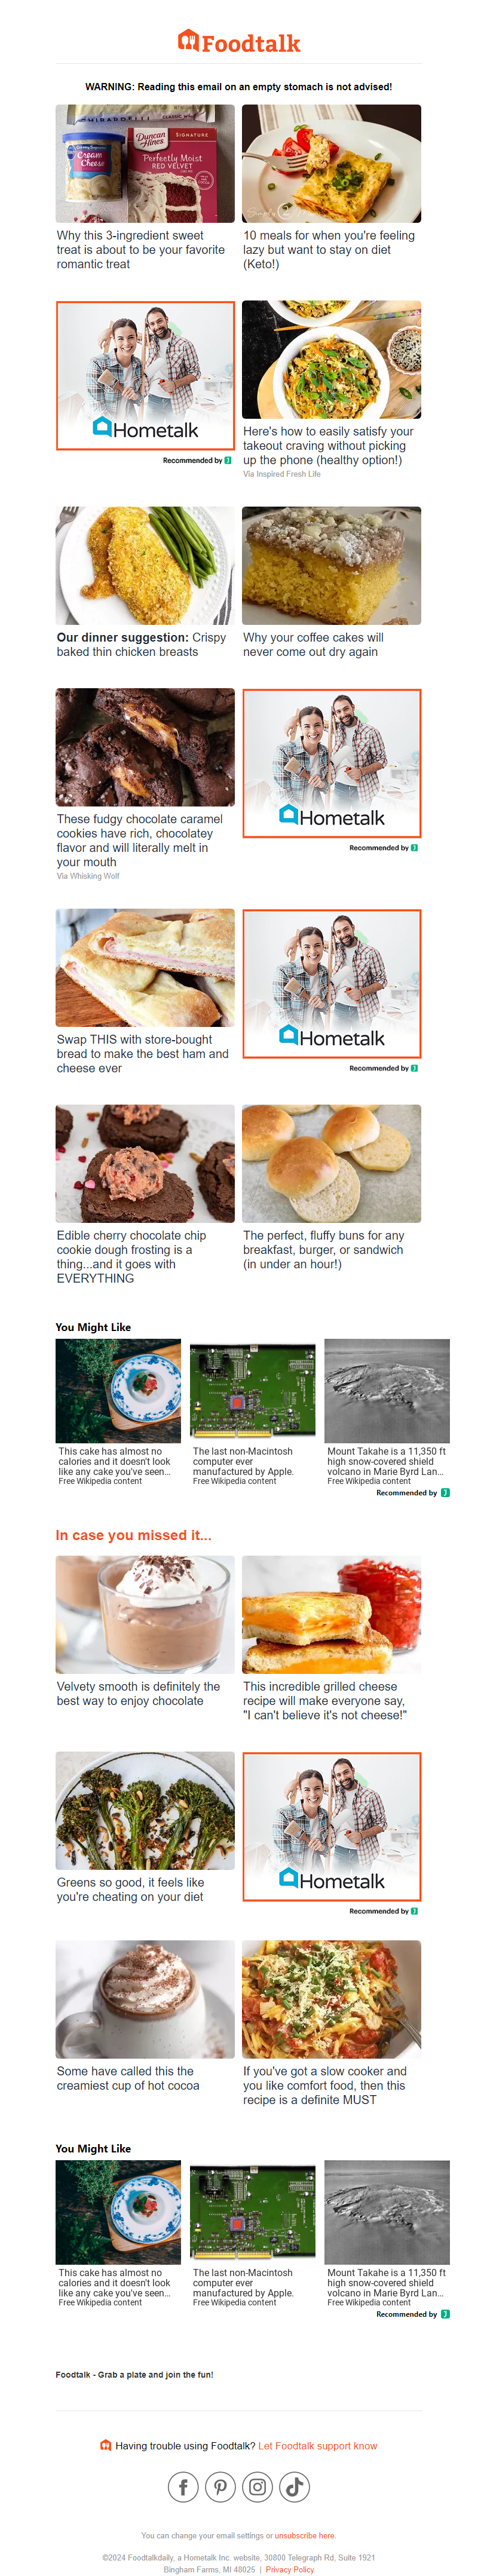 Foodtalk
WARNING: Reading this email on an empty stomach is not advised!
Cream
Cheese
Duncan
Hines
SIGNATURE
Perfectly Moist
RED VELVET
Why this 3-ingredient sweet
treat is about to be your favorite
romantic treat
10 meals for when you're feeling
lazy but want to stay on diet
(Keto!)
Hometalk
Recommended by
Here's how to easily satisfy your
takeout craving without picking
up the phone (healthy option!)
Via Inspired Fresh Life
Our dinner suggestion: Crispy
baked thin chicken breasts
Why your coffee cakes will
never come out dry again
These fudgy chocolate caramel
cookies have rich, chocolatey
flavor and will literally melt in
your mouth
Via Whisking Wolf
Hometalk
Recommended by
Swap THIS with store-bought
bread to make the best ham and
cheese ever
Hometalk
Recommended by
Edible cherry chocolate chip
cookie dough frosting is a
thing...and it goes with
EVERYTHING
The perfect, fluffy buns for any
breakfast, burger, or sandwich
(in under an hour!)
You Might Like
This cake has almost no
calories and it doesn't look
like any cake you've seen...
Free Wikipedia content
The last non-Macintosh
computer ever
manufactured by Apple.
Free Wikipedia content
Mount Takahe is a 11,350 ft
high snow-covered shield
volcano in Marie Byrd Lan...
Free Wikipedia content
Recommended by
In case you missed it...
Velvety smooth is definitely the
best way to enjoy chocolate
This incredible grilled cheese
recipe will make everyone say,
"I can't believe it's not cheese!"
Greens so good, it feels like
you're cheating on your diet
Hometalk
Recommended by
Some have called this the
creamiest cup of hot cocoa
If you've got a slow cooker and
you like comfort food, then this
recipe is a definite MUST
You Might Like
This cake has almost no
calories and it doesn't look
like any cake you've seen...
Free Wikipedia content
The last non-Macintosh
computer ever
manufactured by Apple.
Free Wikipedia content
Mount Takahe is a 11,350 ft
high snow-covered shield
volcano in Marie Byrd Lan...
Free Wikipedia content
Recommended by
Foodtalk - Grab a plate and join the fun!
Having trouble using Foodtalk? Let Foodtalk support know
You can change your email settings or unsubscribe here.
©2024 Foodtalkdaily, a Hometalk Inc. website, 30800 Telegraph Rd, Suite 1921
Bingham Farms, MI 48025 | Privacy Policy